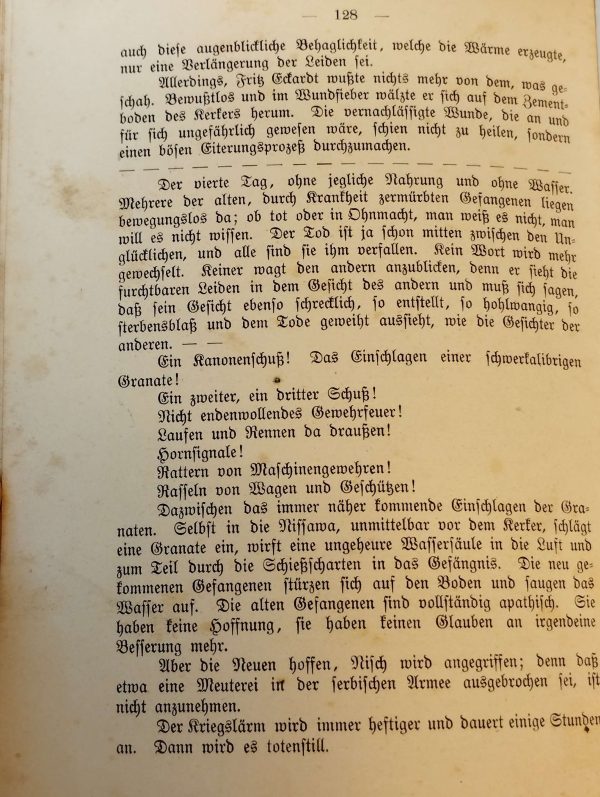 — 128 —
auch diese augenblickliche Behaglichkeit, welche die Wärme erzeugte,
nur eine Verlängerung der Leiden sei.
Allerdings, Fritz Eckardt wußte nichts mehr von dem, was ge-
schah. Bewußtlos und im Wundfieber wälzte er sich auf dem Zement-
boden des Kerkers herum. Die vernachlässigte Wunde, die an und
für sich ungefährlich gewesen wäre, schien nicht zu heilen, sondern
einen bösen Eiterungsprozeß durchzumachen.
Der vierte Tag, ohne jegliche Nahrung und ohne Wasser.
Mehrere der alten, durch Krankheit zermürbten Gefangenen liegen
bewegungslos da; ob tot oder in Ohnmacht, man weiß es nicht, man
will es nicht wissen. Der Tod ist ja schon mitten zwischen den Un-
glücklichen, und alle sind sie ihm verfallen. Kein Wort wird mehr
gewechselt. Keiner wagt den andern anzublicken, denn er sieht die
furchtbaren Leiden in dem Gesicht des andern und muß sich sagen,
daß sein Gesicht ebenso schrecklich, so entstellt, so hohlwangig, so
sterbensblaß und dem Tode geweiht aussieht, wie die Gesichter der
anderen. — —
Ein Kanonenschuß! Das Einschlagen einer schwerkalibrigen
Granate!
Ein zweiter, ein dritter Schuß!
Nicht endenwollendes Gewehrfeuer!
Laufen und Rennen da draußen!
Hornsignale!
Rattern von Maschinengewehren!
Rasseln von Wagen und Geschützen!
Dazwischen das immer näher kommende Einschlagen der Gra-
naten. Selbst in die Nissawa, unmittelbar vor dem Kerker, schlägt
eine Granate ein, wirft eine ungeheure Wassersäule in die Luft und
zum Teil durch die Schießscharten in das Gefängnis. Die neu ge-
kommenen Gefangenen stürzen sich auf den Boden und saugen das
Wasser auf. Die alten Gefangenen sind vollständig apathisch. Sie
haben keine Hoffnung, sie haben keinen Glauben an irgendeine
Besserung mehr.
Aber die Neuen hoffen, Nisch wird angegriffen; denn daß
etwa eine Meuterei in der serbischen Armee ausgebrochen sei, ist
nicht anzunehmen.
Der Kriegslärm wird immer heftiger und dauert einige Stunden
an. Dann wird es totenstill.